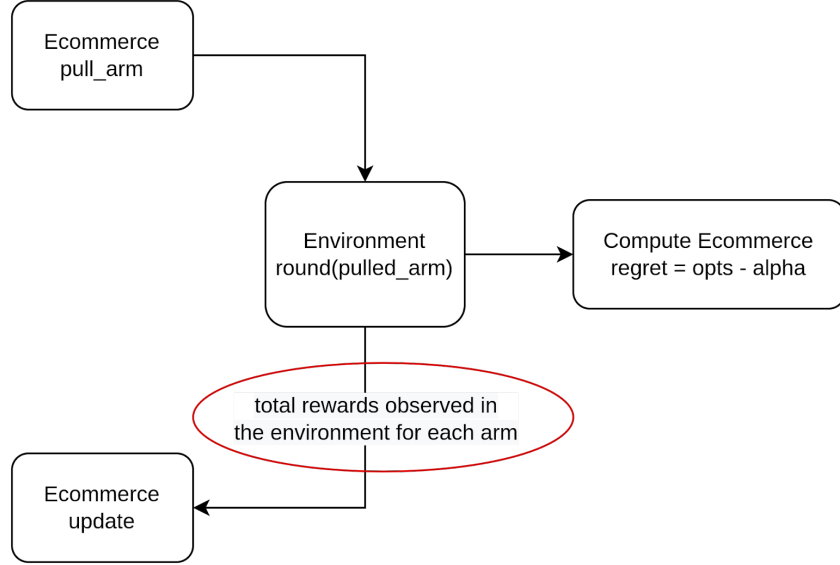 Ecommerce
pull_arm
Environment
round(pulled_arm)
Compute Ecommerce
regret = opts - alpha
total rewards observed in
the environment for each arm
Ecommerce
update